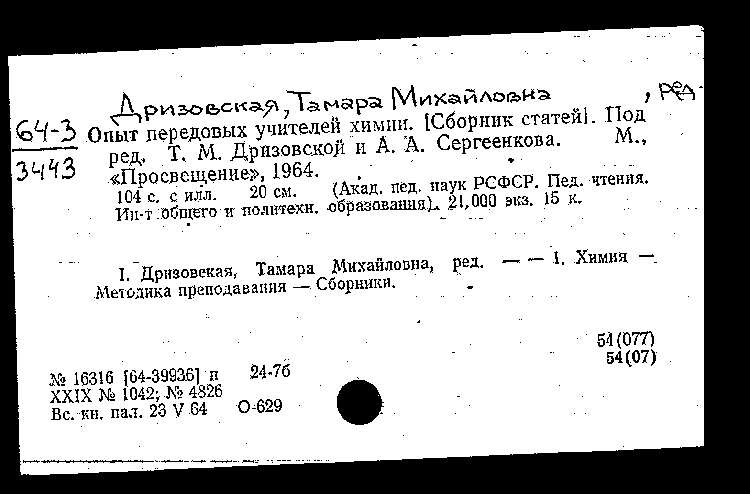 Дризовская, Тамара Михайловна, ред.
64-3
3443
Опыт передовых учителей химии. [Сборник статей]. Под
ред. Т. М. Дризовской и А. А. Сергеенкова. М.,
«Просвещение», 1964.
104 с. с илл. 20 см. (Акад. пед. наук РСФСР. Пед. чтения.
Ин-т общего и политехн. образования). 21,000 экз. 15 к.
I. Дризовская, Тамара Михайловна, ред. — — 1. Химия —
Методика преподавания — Сборники.
54(077)
54(07)
№ 16316 [64-39936] п 24-7б
XXIX № 1042; № 4826
Вс. кн. пал. 23 V 64 О-629